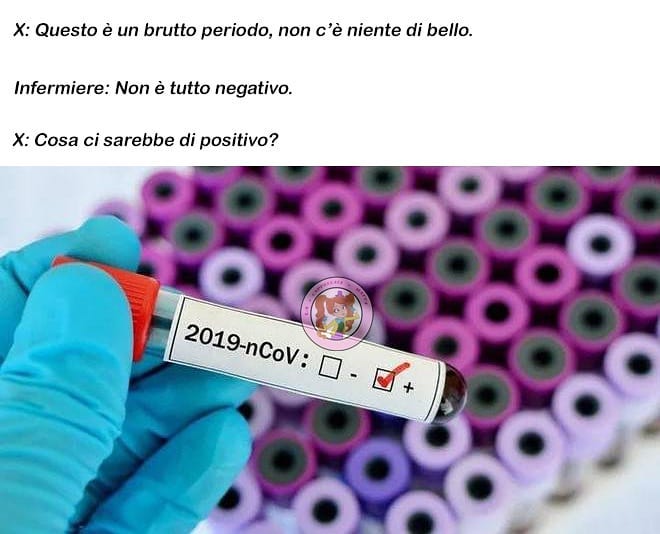 X: Questo è un brutto periodo, non c'è niente di bello.
Infermiere: Non è tutto negativo.
X: Cosa ci sarebbe di positivo?
2019-nCoV: □ - ☑ +